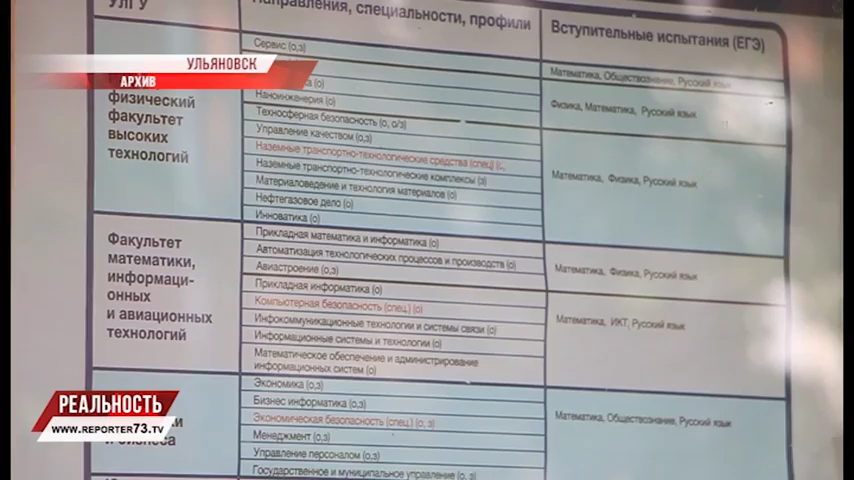 УЛГУ
Направления, специальности, профили
Вступительные испытания (ЕГЭ)
УЛЬЯНОВСК
АРХИВ
физический
факультет
высоких
технологий
Сервис (о,з)
(о)
Наноинженерия (о)
Техносферная безопасность (о, о/з)
Управление качеством (о,з)
Наземные транспортно-технологические средства (спец)
Наземные транспортно-технологические комплексы (з)
Материаловедение и технология материалов (о)
Нефтегазовое дело (о)
Инноватика (о)
Математика, Обществознание, Русский язык
Физика, Математика, Русский язык
Математика, Физика, Русский язык
Факультет
математики,
информаци-
онных
и авиационных
технологий
Прикладная математика и информатика (о)
Автоматизация технологических процессов и производств (о)
Авиастроение (о,з)
Прикладная информатика (о)
Компьютерная безопасность (спец.) (о)
Инфокоммуникационные технологии и системы связи (о)
Информационные системы и технологии (о)
Математическое обеспечение и администрирование
информационных систем (о)
Математика, Физика, Русский язык
Математика, ИКТ, Русский язык
Экономика (о,з)
Бизнес информатика (о,з)
Экономическая безопасность (спец.) (о, з)
Менеджмент (о,з)
Управление персоналом (о,з)
Государственное и муниципальное управление (о, з)
Математика, Обществознание, Русский язык
РЕАЛЬНОСТЬ
WWW.REPORTER73.TV